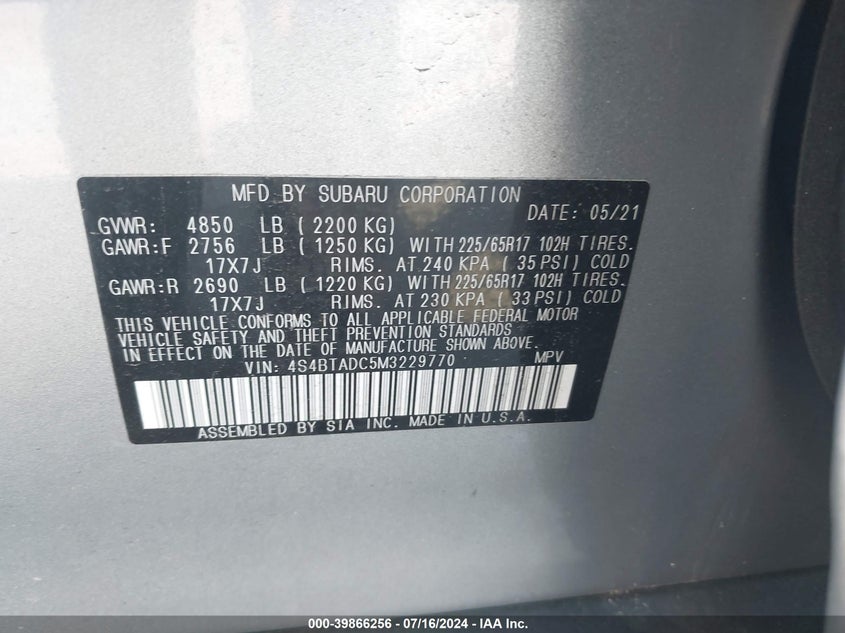 MFD BY SUBARU CORPORATION
DATE: 05/21
GVWR: 4850 LB ( 2200 KG)
GAWR:F 2756 LB ( 1250 KG) WITH 225/65R17 102H TIRES.
17X7J RIMS. AT 240 KPA ( 35 PSI) COLD
GAWR:R 2690 LB ( 1220 KG) WITH 225/65R17 102H TIRES.
17X7J RIMS. AT 230 KPA ( 33 PSI) COLD
THIS VEHICLE CONFORMS TO ALL APPLICABLE FEDERAL MOTOR
VEHICLE SAFETY AND THEFT PREVENTION STANDARDS
IN EFFECT ON THE DATE OF MANUFACTURE SHOWN ABOVE.
VIN: 4S4BTADC5M3229770 MPV
ASSEMBLED BY SIA INC. MADE IN U.S.A.
000-39866256 - 07/16/2024 - IAA Inc.